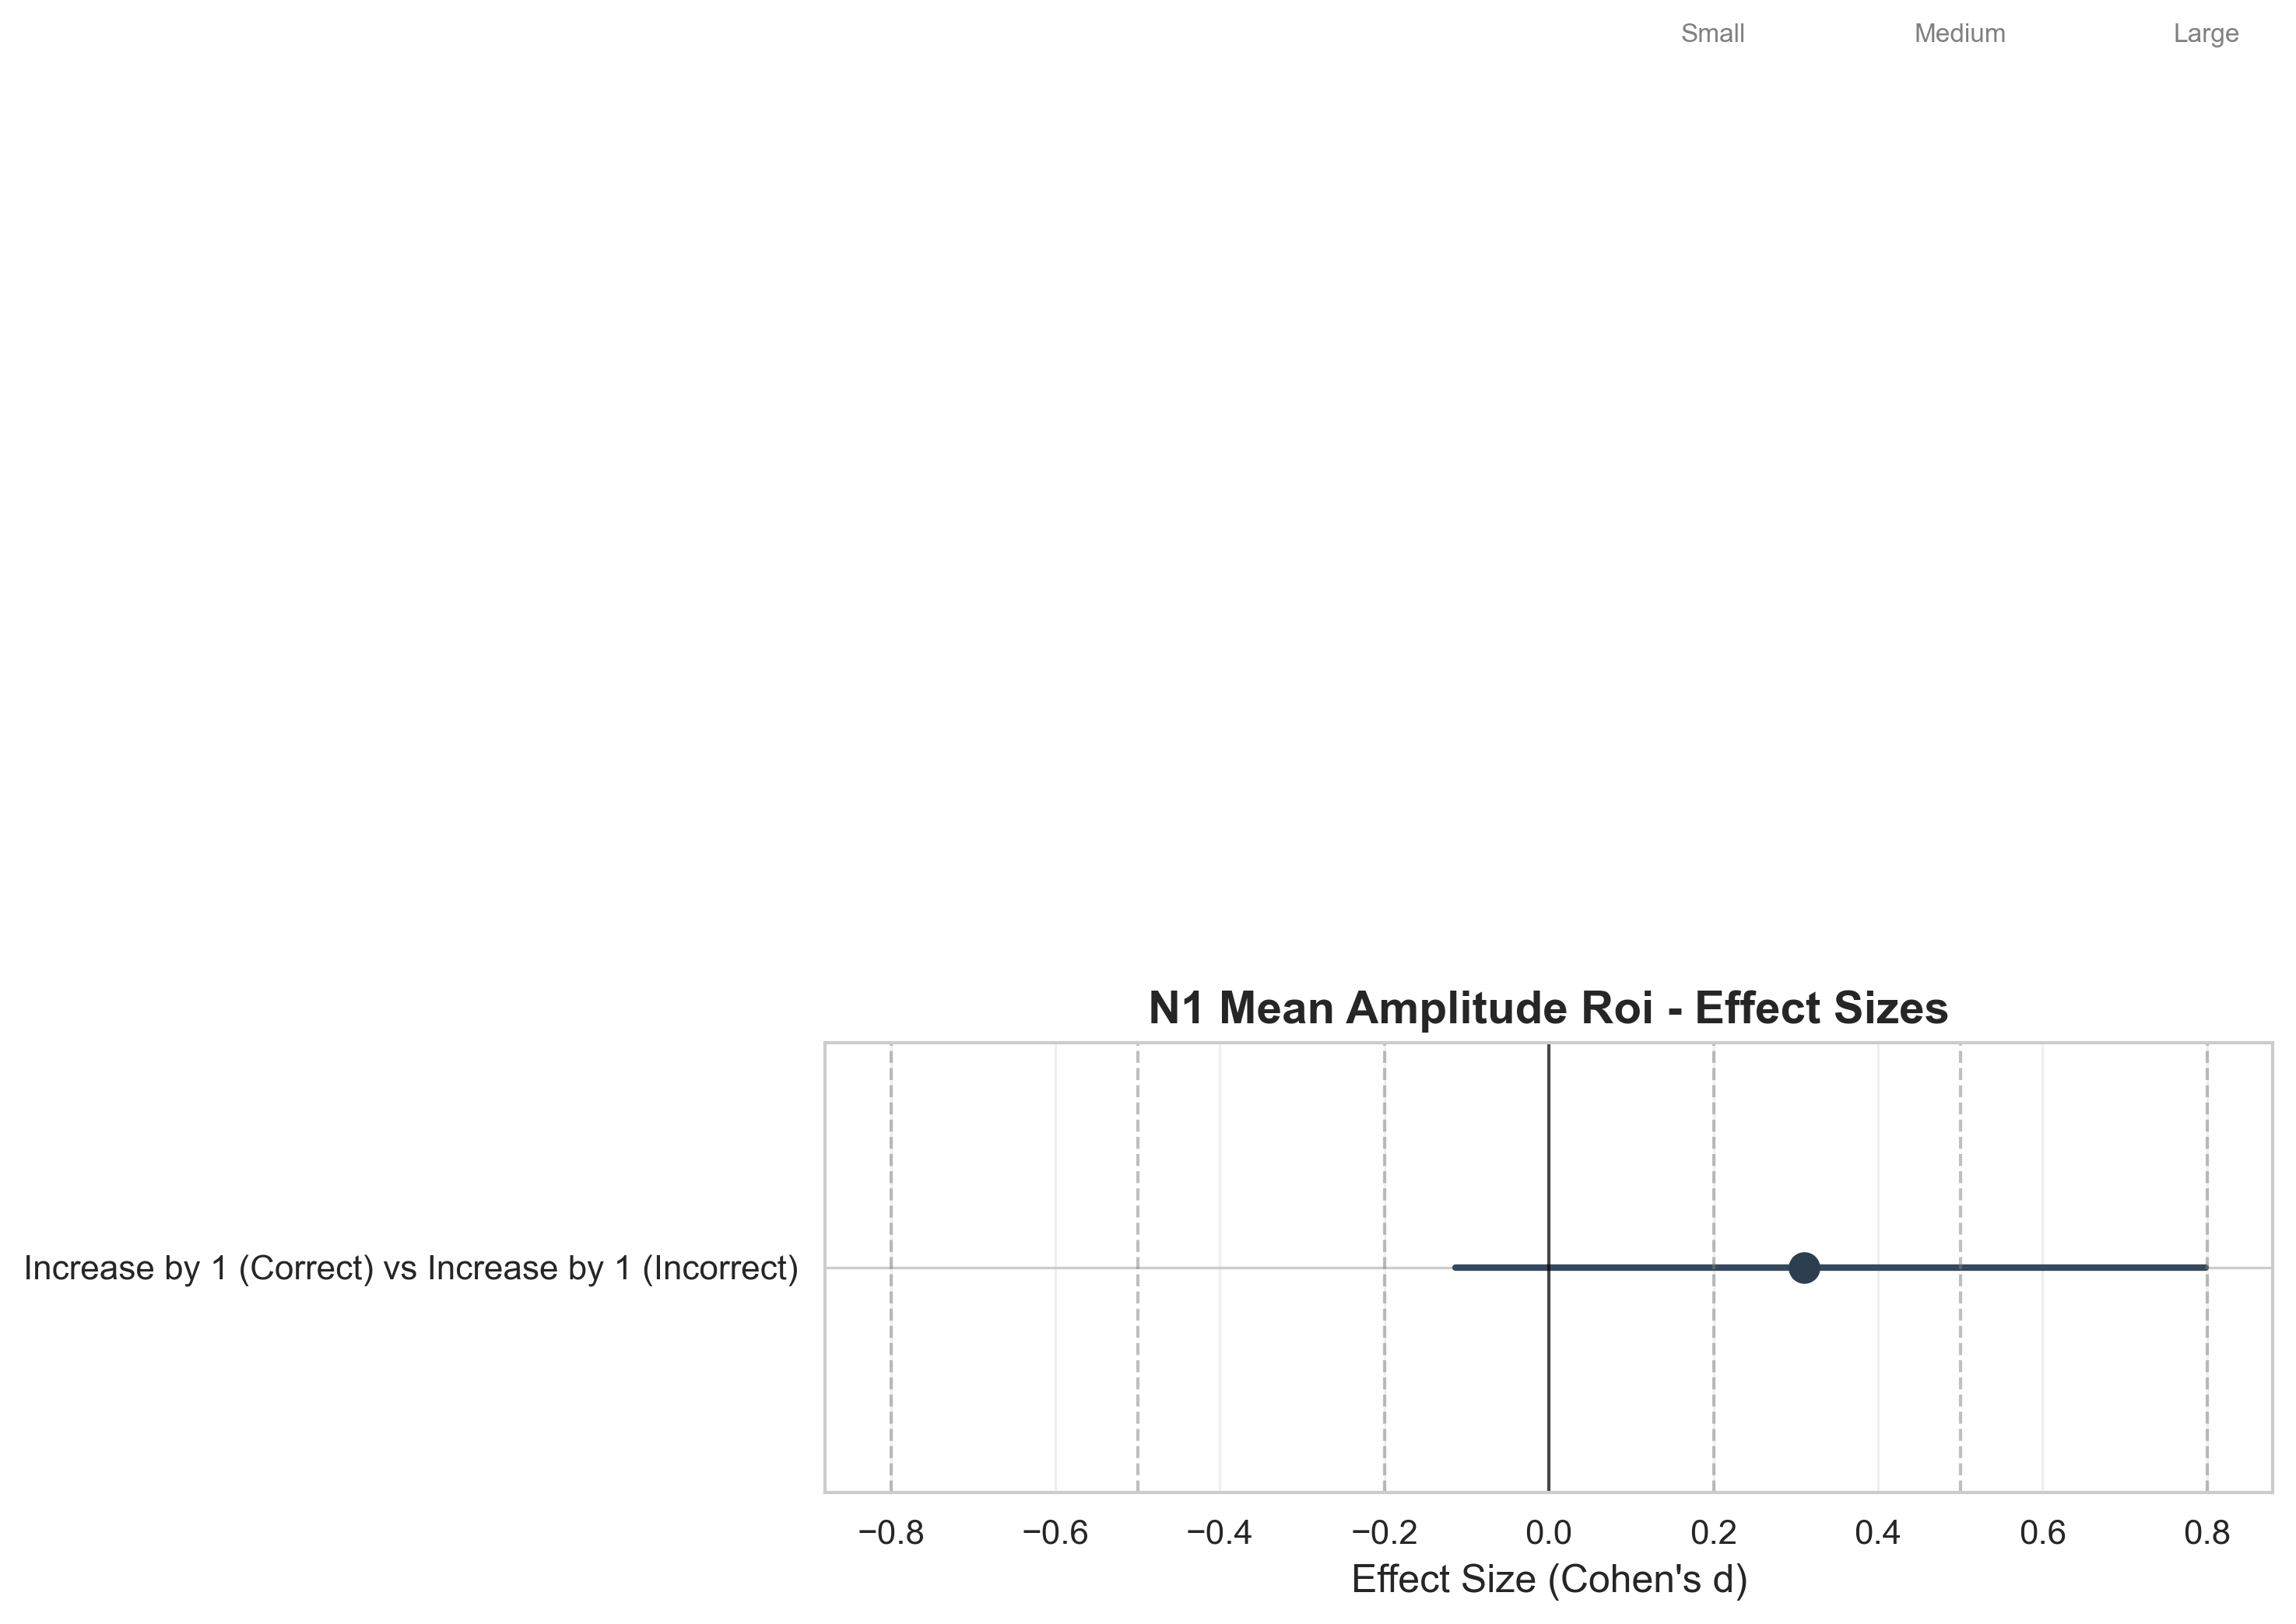 Small Medium Large
N1 Mean Amplitude Roi - Effect Sizes
Increase by 1 (Correct) vs Increase by 1 (Incorrect)
−0.8 −0.6 −0.4 −0.2 0.0 0.2 0.4 0.6 0.8
Effect Size (Cohen's d)